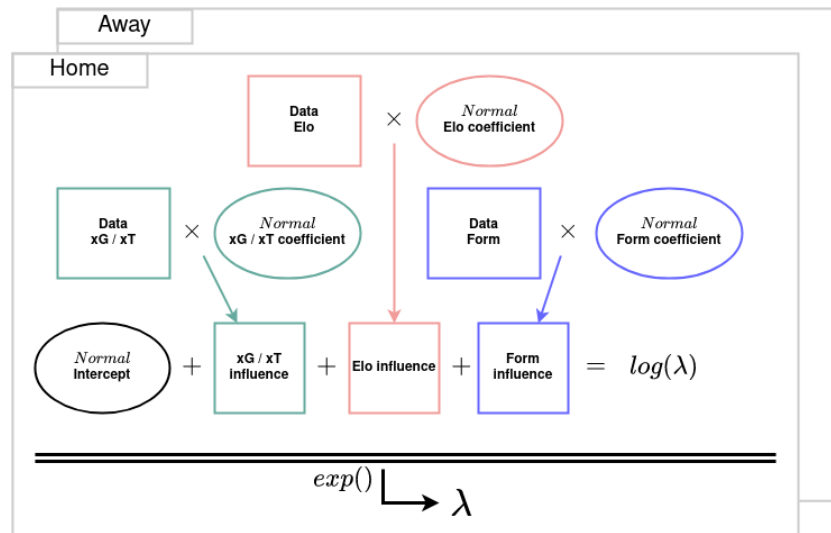 Away
Home
Data
Elo
×
Normal
Elo coefficient
Data
xG / xT
×
Normal
xG / xT coefficient
Data
Form
×
Normal
Form coefficient
Normal
Intercept
+
xG / xT
influence
+
Elo influence
+
Form
influence
= log(λ)
exp()
λ